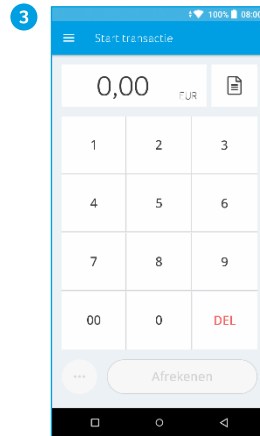 3
100% 08:00
Start transactie
0,00 EUR
1 2 3
4 5 6
7 8 9
00 0 DEL
... Afrekenen